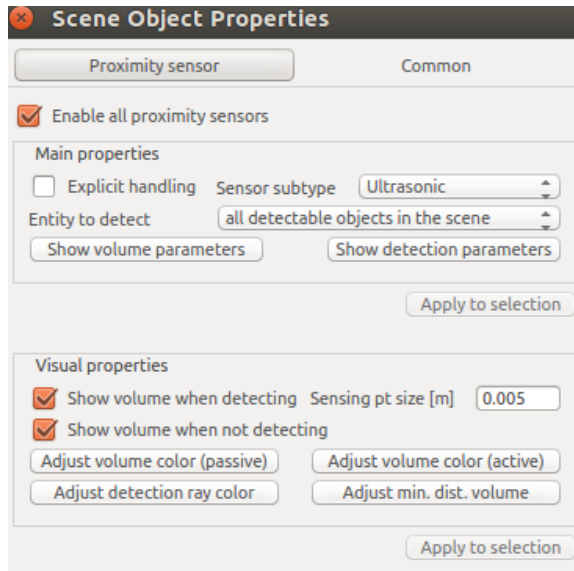 Scene Object Properties
Proximity sensor Common
Enable all proximity sensors
Main properties
Explicit handling Sensor subtype Ultrasonic
Entity to detect all detectable objects in the scene
Show volume parameters Show detection parameters
Apply to selection
Visual properties
Show volume when detecting Sensing pt size [m] 0.005
Show volume when not detecting
Adjust volume color (passive) Adjust volume color (active)
Adjust detection ray color Adjust min. dist. volume
Apply to selection